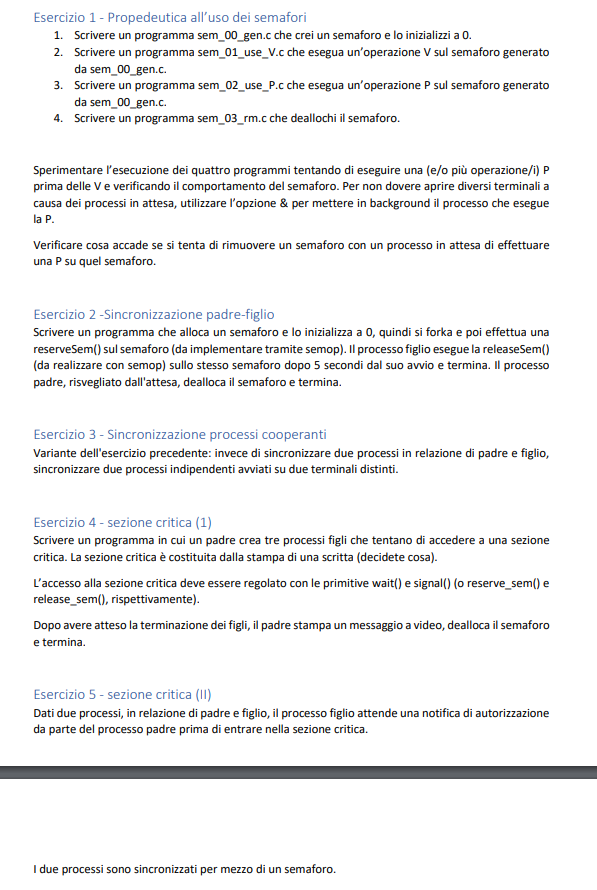 Esercizio 1 - Propedeutica all’uso dei semafori
1. Scrivere un programma sem_00_gen.c che crei un semaforo e lo inizializzi a 0.
2. Scrivere un programma sem_01_use_V.c che esegua un’operazione V sul semaforo generato
da sem_00_gen.c.
3. Scrivere un programma sem_02_use_P.c che esegua un’operazione P sul semaforo generato
da sem_00_gen.c.
4. Scrivere un programma sem_03_rm.c che deallochi il semaforo.
Sperimentare l’esecuzione dei quattro programmi tentando di eseguire una (e/o più operazione/i) P
prima delle V e verificando il comportamento del semaforo. Per non dovere aprire diversi terminali a
causa dei processi in attesa, utilizzare l’opzione & per mettere in background il processo che esegue
la P.
Verificare cosa accade se si tenta di rimuovere un semaforo con un processo in attesa di effettuare
una P su quel semaforo.
Esercizio 2 -Sincronizzazione padre-figlio
Scrivere un programma che alloca un semaforo e lo inizializza a 0, quindi si forka e poi effettua una
reserveSem() sul semaforo (da implementare tramite semop). Il processo figlio esegue la releaseSem()
(da realizzare con semop) sullo stesso semaforo dopo 5 secondi dal suo avvio e termina. Il processo
padre, risvegliato dall'attesa, dealloca il semaforo e termina.
Esercizio 3 - Sincronizzazione processi cooperanti
Variante dell'esercizio precedente: invece di sincronizzare due processi in relazione di padre e figlio,
sincronizzare due processi indipendenti avviati su due terminali distinti.
Esercizio 4 - sezione critica (1)
Scrivere un programma in cui un padre crea tre processi figli che tentano di accedere a una sezione
critica. La sezione critica è costituita dalla stampa di una scritta (decidete cosa).
L’accesso alla sezione critica deve essere regolato con le primitive wait() e signal() (o reserve_sem() e
release_sem(), rispettivamente).
Dopo avere atteso la terminazione dei figli, il padre stampa un messaggio a video, dealloca il semaforo
e termina.
Esercizio 5 - sezione critica (II)
Dati due processi, in relazione di padre e figlio, il processo figlio attende una notifica di autorizzazione
da parte del processo padre prima di entrare nella sezione critica.
I due processi sono sincronizzati per mezzo di un semaforo.